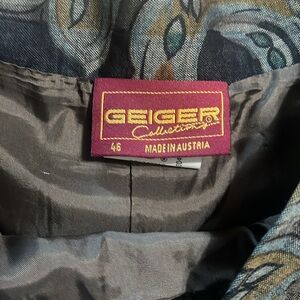 GEIGER
Collections
®
46 MADE IN AUSTRIA